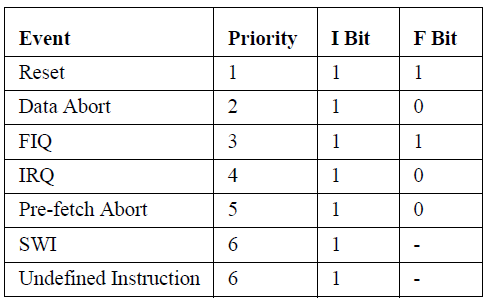 Event Priority I Bit F Bit
Reset 1 1 1
Data Abort 2 1 0
FIQ 3 1 1
IRQ 4 1 0
Pre-fetch Abort 5 1 0
SWI 6 1 -
Undefined Instruction 6 1 -